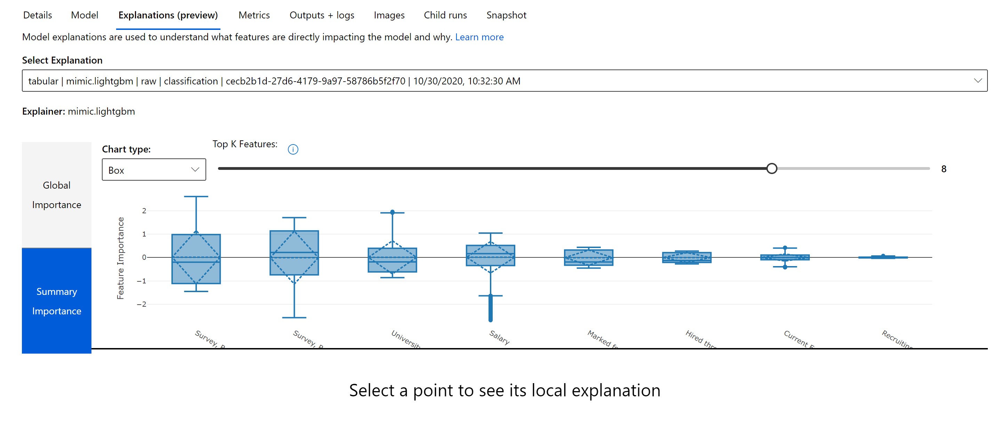 Details Model Explanations (preview) Metrics Outputs + logs Images Child runs Snapshot
Model explanations are used to understand what features are directly impacting the model and why. Learn more
Select Explanation
tabular | mimic.lightgbm | raw | classification | cecb2b1d-27d6-4179-9a97-58786b5f2f70 | 10/30/2020, 10:32:30 AM
Explainer: mimic.lightgbm
Global
Importance
Summary
Importance
Chart type:
Box
Top K Features:
8
Feature Importance
2
1
0
−1
−2
Survey,
Survey,
University
Salary
Marked
Hired
Current
Recruiting
Select a point to see its local explanation